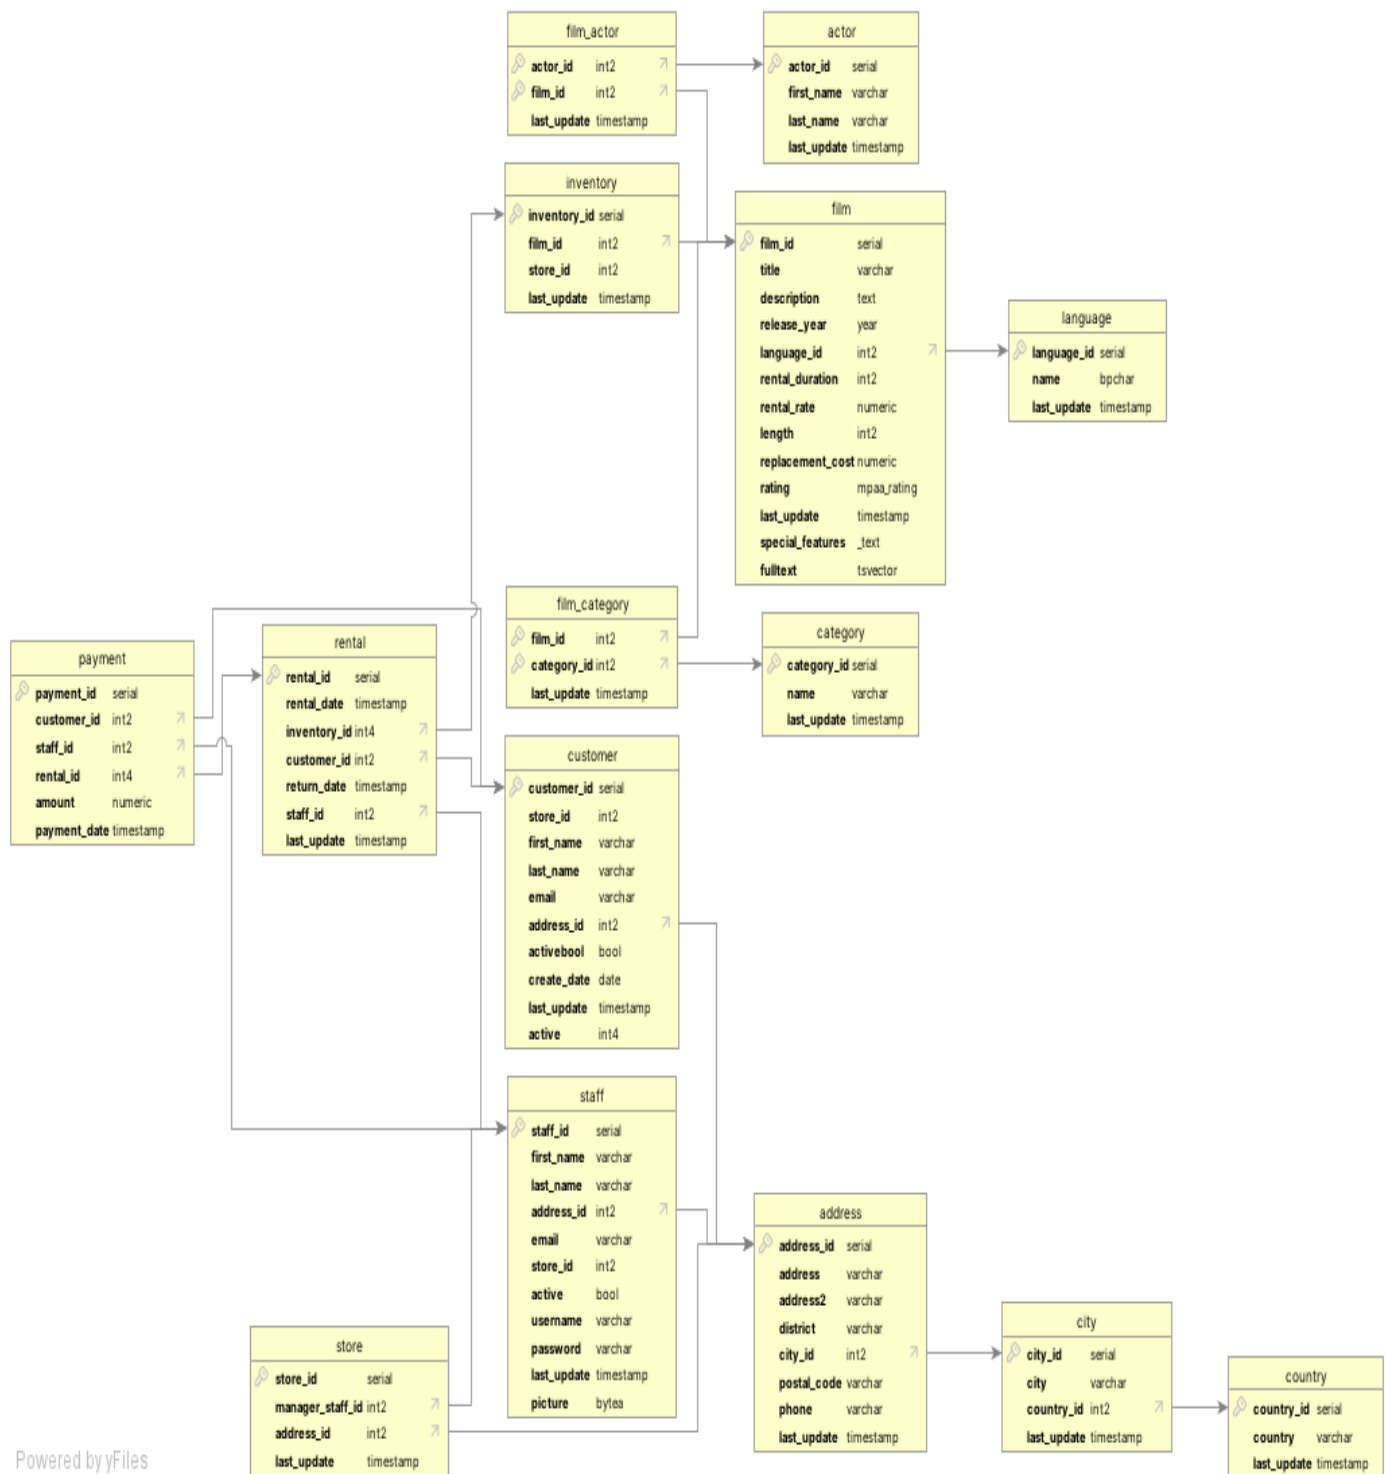 film_actor
actor_id int2
film_id int2
last_update timestamp
actor
actor_id serial
first_name varchar
last_name varchar
last_update timestamp
inventory
inventory_id serial
film_id int2
store_id int2
last_update timestamp
film
film_id serial
title varchar
description text
release_year year
language_id int2
rental_duration int2
rental_rate numeric
length int2
replacement_cost numeric
rating mpaa_rating
last_update timestamp
special_features _text
fulltext tsvector
language
language_id serial
name bpchar
last_update timestamp
film_category
film_id int2
category_id int2
last_update timestamp
category
category_id serial
name varchar
last_update timestamp
payment
payment_id serial
customer_id int2
staff_id int2
rental_id int4
amount numeric
payment_date timestamp
rental
rental_id serial
rental_date timestamp
inventory_id int4
customer_id int2
return_date timestamp
staff_id int2
last_update timestamp
customer
customer_id serial
store_id int2
first_name varchar
last_name varchar
email varchar
address_id int2
activebool bool
create_date date
last_update timestamp
active int4
staff
staff_id serial
first_name varchar
last_name varchar
address_id int2
email varchar
store_id int2
active bool
username varchar
password varchar
last_update timestamp
picture bytea
address
address_id serial
address varchar
address2 varchar
district varchar
city_id int2
postal_code varchar
phone varchar
last_update timestamp
city
city_id serial
city varchar
country_id int2
last_update timestamp
country
country_id serial
country varchar
last_update timestamp
store
store_id serial
manager_staff_id int2
address_id int2
last_update timestamp
Powered by yFiles